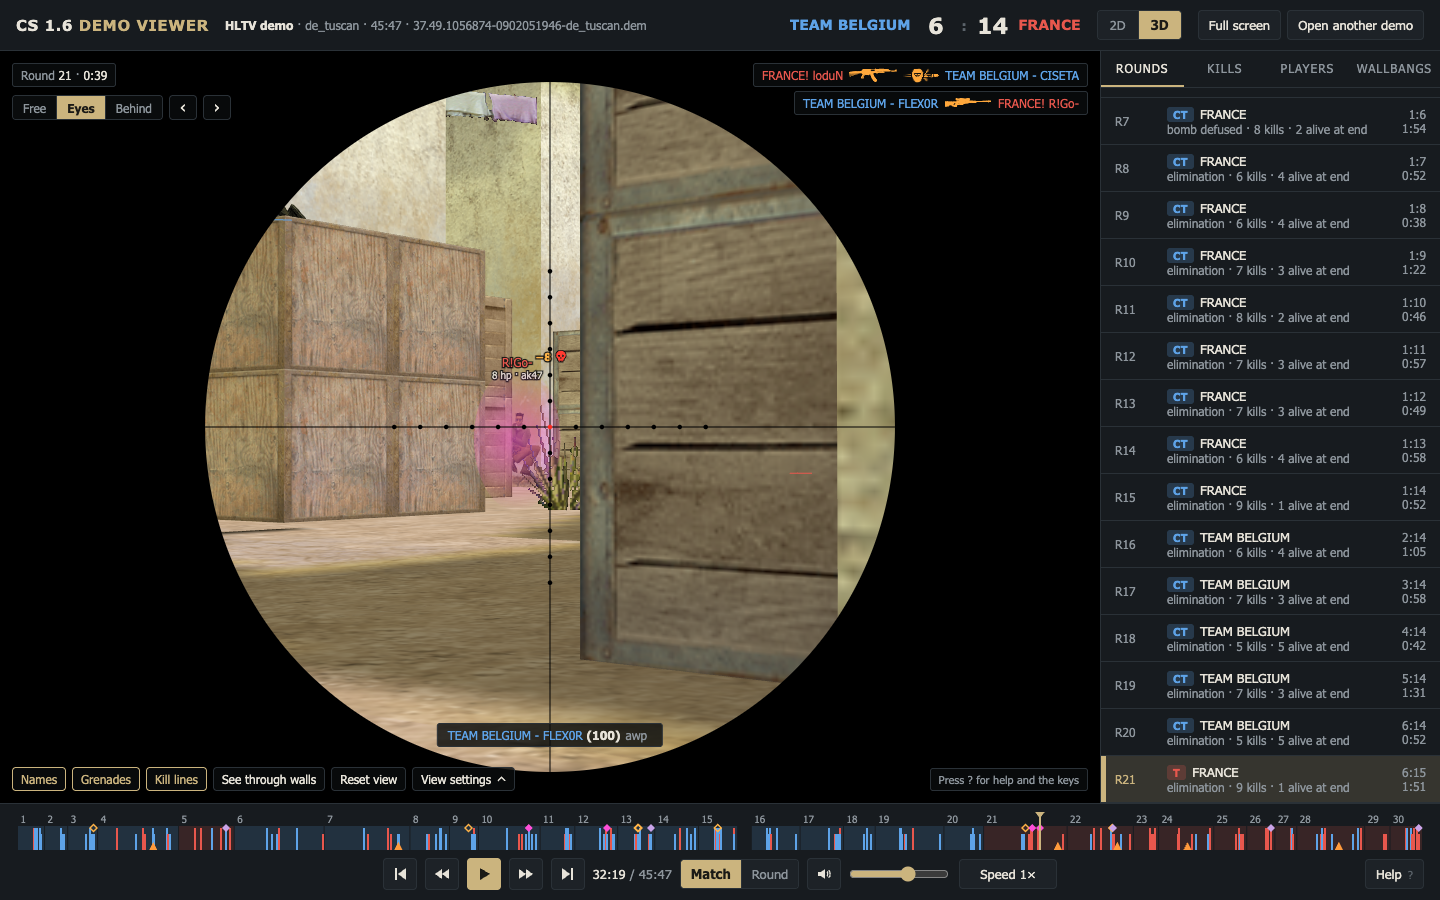 CS 1.6 DEMO VIEWER
HLTV demo · de_tuscan · 45:47 · 37.49.1056874-0902051946-de_tuscan.dem
TEAM BELGIUM 6 : 14 FRANCE
2D 3D
Full screen
Open another demo
Round 21 · 0:39
Free Eyes Behind < >
FRANCE! loduN TEAM BELGIUM - CISETA
TEAM BELGIUM - FLEX0R FRANCE! R!Go-
R!Go- −8
8 hp · ak47
TEAM BELGIUM - FLEX0R (100) awp
Names Grenades Kill lines See through walls Reset view View settings
Press ? for help and the keys
ROUNDS KILLS PLAYERS WALLBANGS
R7 CT FRANCE 1:6
bomb defused · 8 kills · 2 alive at end 1:54
R8 CT FRANCE 1:7
elimination · 6 kills · 4 alive at end 0:52
R9 CT FRANCE 1:8
elimination · 6 kills · 4 alive at end 0:38
R10 CT FRANCE 1:9
elimination · 7 kills · 3 alive at end 1:22
R11 CT FRANCE 1:10
elimination · 8 kills · 2 alive at end 0:46
R12 CT FRANCE 1:11
elimination · 7 kills · 3 alive at end 0:57
R13 CT FRANCE 1:12
elimination · 7 kills · 3 alive at end 0:49
R14 CT FRANCE 1:13
elimination · 6 kills · 4 alive at end 0:58
R15 CT FRANCE 1:14
elimination · 9 kills · 1 alive at end 0:52
R16 CT TEAM BELGIUM 2:14
elimination · 6 kills · 4 alive at end 1:05
R17 CT TEAM BELGIUM 3:14
elimination · 7 kills · 3 alive at end 0:58
R18 CT TEAM BELGIUM 4:14
elimination · 5 kills · 5 alive at end 0:42
R19 CT TEAM BELGIUM 5:14
elimination · 7 kills · 3 alive at end 1:31
R20 CT TEAM BELGIUM 6:14
elimination · 5 kills · 5 alive at end 0:52
R21 T FRANCE 6:15
elimination · 9 kills · 1 alive at end 1:51
1 2 3 4 5 6 7 8 9 10 11 12 13 14 15 16 17 18 19 20 21 22 23 24 25 26 27 28 29 30
32:19 / 45:47
Match Round
Speed 1×
Help ?